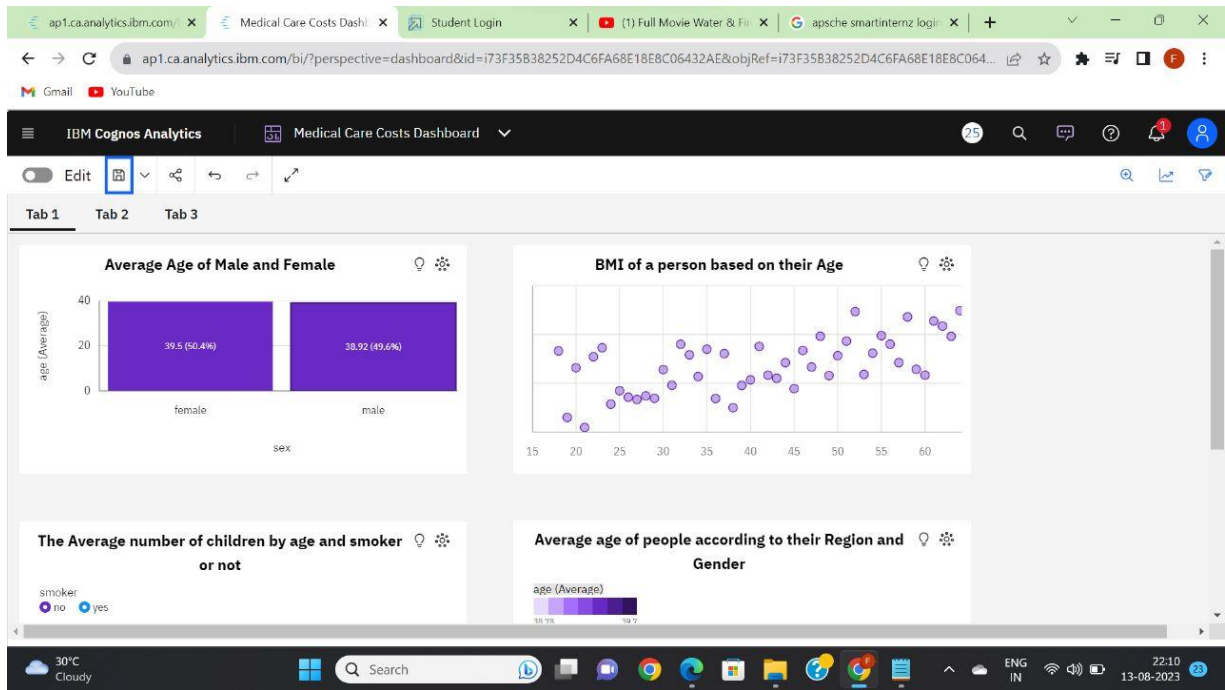 ap1.ca.analytics.ibm.com/
Medical Care Costs Dashb
Student Login
(1) Full Movie Water & Fir
apsche smartinternz login
ap1.ca.analytics.ibm.com/bi/?perspective=dashboard&id=i73F35B38252D4C6FA68E18E8C06432AE&objRef=i73F35B38252D4C6FA68E18E8C064...
F
Gmail
YouTube
IBM Cognos Analytics
Medical Care Costs Dashboard
25
1
Edit
Tab 1
Tab 2
Tab 3
Average Age of Male and Female
age (Average)
40
20
0
39.5 (50.4%)
38.92 (49.6%)
female
male
sex
BMI of a person based on their Age
15 20 25 30 35 40 45 50 55 60
The Average number of children by age and smoker
or not
smoker
no yes
Average age of people according to their Region and
Gender
age (Average)
38.78 39.7
30°C
Cloudy
Search
ENG
IN
22:10
13-08-2023
23